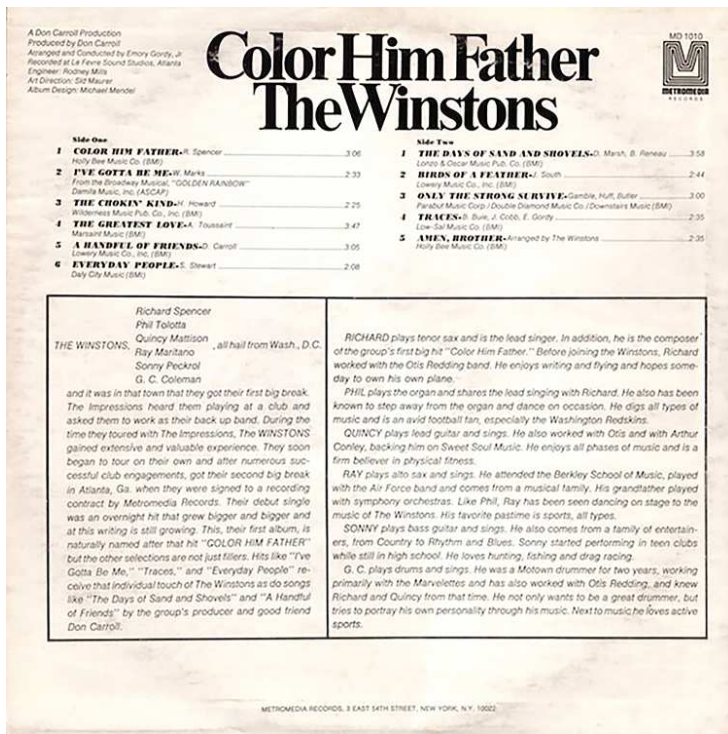 A Don Carroll Production
Produced by Don Carroll
Arranged and Conducted by Emory Gordy, Jr.
Recorded at Le Fevre Sound Studios, Atlanta
Engineer: Rodney Mills
Art Direction: Sid Maurer
Album Design: Michael Mendel
Color Him Father
The Winstons
MD 1010
METROMEDIA
RECORDS
Side One
1 COLOR HIM FATHER-R. Spencer 3:06
Holly Bee Music Co. (BMI)
2 I'VE GOTTA BE ME-W. Marks 2:33
From the Broadway Musical, "GOLDEN RAINBOW"
Damila Music, Inc. (ASCAP)
3 THE CHOKIN' KIND-H. Howard 2:25
Wilderness Music Pub. Co., Inc. (BMI)
4 THE GREATEST LOVE-A. Toussaint 3:47
Marsaint Music (BMI)
5 A HANDFUL OF FRIENDS-D. Carroll 3:05
Lowery Music Co., Inc. (BMI)
6 EVERYDAY PEOPLE-S. Stewart 2:08
Daly City Music (BMI)
Side Two
1 THE DAYS OF SAND AND SHOVELS-D. Marsh, B. Reneau 3:58
Lonzo & Oscar Music Pub. Co. (BMI)
2 BIRDS OF A FEATHER-J. South 2:44
Lowery Music Co., Inc. (BMI)
3 ONLY THE STRONG SURVIVE-Gamble, Huff, Butler 3:00
Parabut Music Corp./Double Diamond Music Co./Downstairs Music (BMI)
4 TRACES-B. Buie, J. Cobb, E. Gordy 2:35
Low-Sal Music Co. (BMI)
5 AMEN, BROTHER-Arranged by The Winstons 2:35
Holly Bee Music Co. (BMI)
Richard Spencer
Phil Tolotta
THE WINSTONS, Quincy Mattison , all hail from Wash., D.C.
Ray Maritano
Sonny Peckrol
G. C. Coleman
and it was in that town that they got their first big break.
The Impressions heard them playing at a club and
asked them to work as their back up band. During the
time they toured with The Impressions, The WINSTONS
gained extensive and valuable experience. They soon
began to tour on their own and after numerous suc-
cessful club engagements, got their second big break
in Atlanta, Ga. when they were signed to a recording
contract by Metromedia Records. Their debut single
was an overnight hit that grew bigger and bigger and
at this writing is still growing. This, their first album, is
naturally named after that hit "COLOR HIM FATHER"
but the other selections are not just fillers. Hits like "I've
Gotta Be Me," "Traces," and "Everyday People" re-
ceive that individual touch of The Winstons as do songs
like "The Days of Sand and Shovels" and "A Handful
of Friends" by the group's producer and good friend
Don Carroll.
RICHARD plays tenor sax and is the lead singer. In addition, he is the composer
of the group's first big hit "Color Him Father." Before joining the Winstons, Richard
worked with the Otis Redding band. He enjoys writing and flying and hopes some-
day to own his own plane.
PHIL plays the organ and shares the lead singing with Richard. He also has been
known to step away from the organ and dance on occasion. He digs all types of
music and is an avid football fan, especially the Washington Redskins.
QUINCY plays lead guitar and sings. He also worked with Otis and with Arthur
Conley, backing him on Sweet Soul Music. He enjoys all phases of music and is a
firm believer in physical fitness.
RAY plays alto sax and sings. He attended the Berkley School of Music, played
with the Air Force band and comes from a musical family. His grandfather played
with symphony orchestras. Like Phil, Ray has been seen dancing on stage to the
music of The Winstons. His favorite pastime is sports, all types.
SONNY plays bass guitar and sings. He also comes from a family of entertain-
ers, from Country to Rhythm and Blues. Sonny started performing in teen clubs
while still in high school. He loves hunting, fishing and drag racing.
G. C. plays drums and sings. He was a Motown drummer for two years, working
primarily with the Marvelettes and has also worked with Otis Redding, and knew
Richard and Quincy from that time. He not only wants to be a great drummer, but
tries to portray his own personality through his music. Next to music,he loves active
sports.
METROMEDIA RECORDS, 3 EAST 54TH STREET, NEW YORK, N.Y. 10022